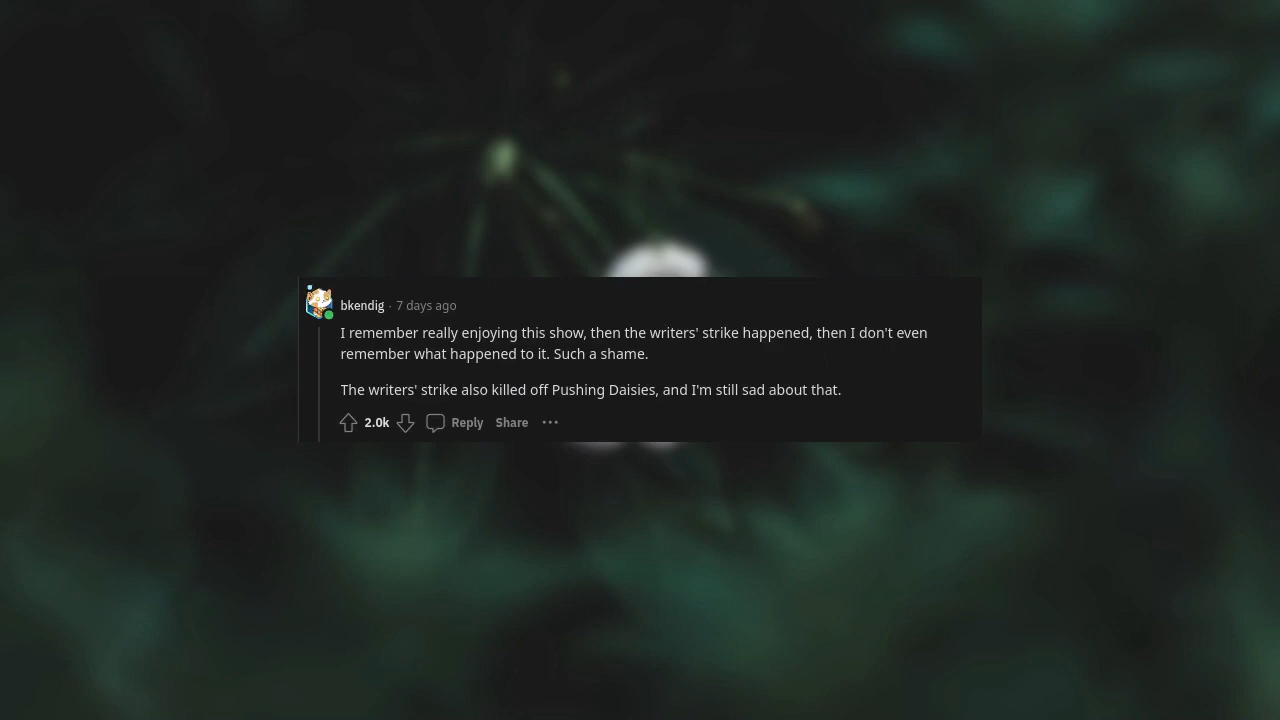 bkendig · 7 days ago
I remember really enjoying this show, then the writers' strike happened, then I don't even
remember what happened to it. Such a shame.
The writers' strike also killed off Pushing Daisies, and I'm still sad about that.
2.0k Reply Share ···